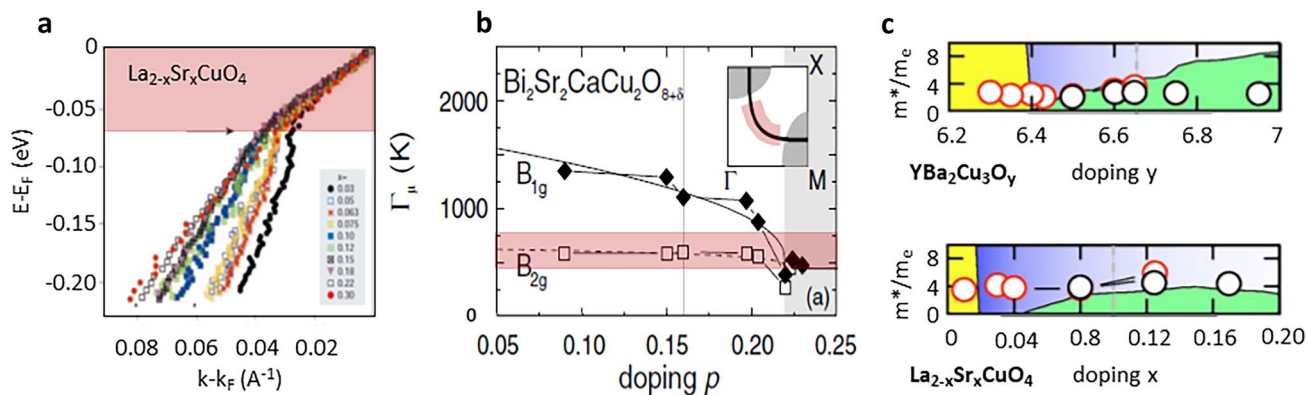 a
0
La2-xSrxCuO4
-0.05
-0.10
-0.15
-0.20
E-EF (eV)
x=
0.03
0.05
0.063
0.075
0.10
0.12
0.15
0.18
0.22
0.30
0.08
0.06
0.04
0.02
k-kF (A-1)
b
Bi2Sr2CaCu2O8+δ
X
Γ
M
2000
1000
0
Γμ (K)
B1g
B2g
(a)
0.05
0.10
0.15
0.20
0.25
doping p
c
8
4
0
m*/me
6.2
6.4
6.6
6.8
7
YBa2Cu3Oy
doping y
8
4
0
m*/me
0
0.04
0.08
0.12
0.16
0.20
La2-xSrxCuO4
doping x